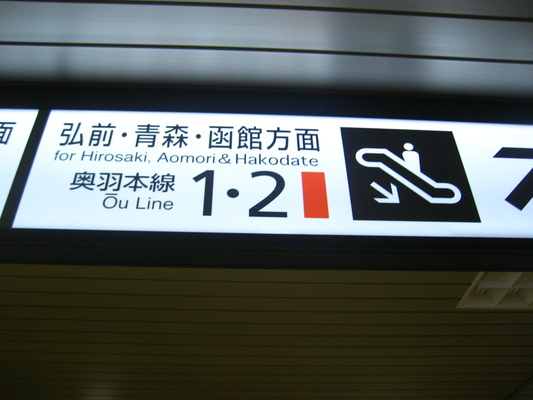 面
弘前・青森・函館方面
for Hirosaki, Aomori & Hakodate
奥羽本線 1・2
Ōu Line